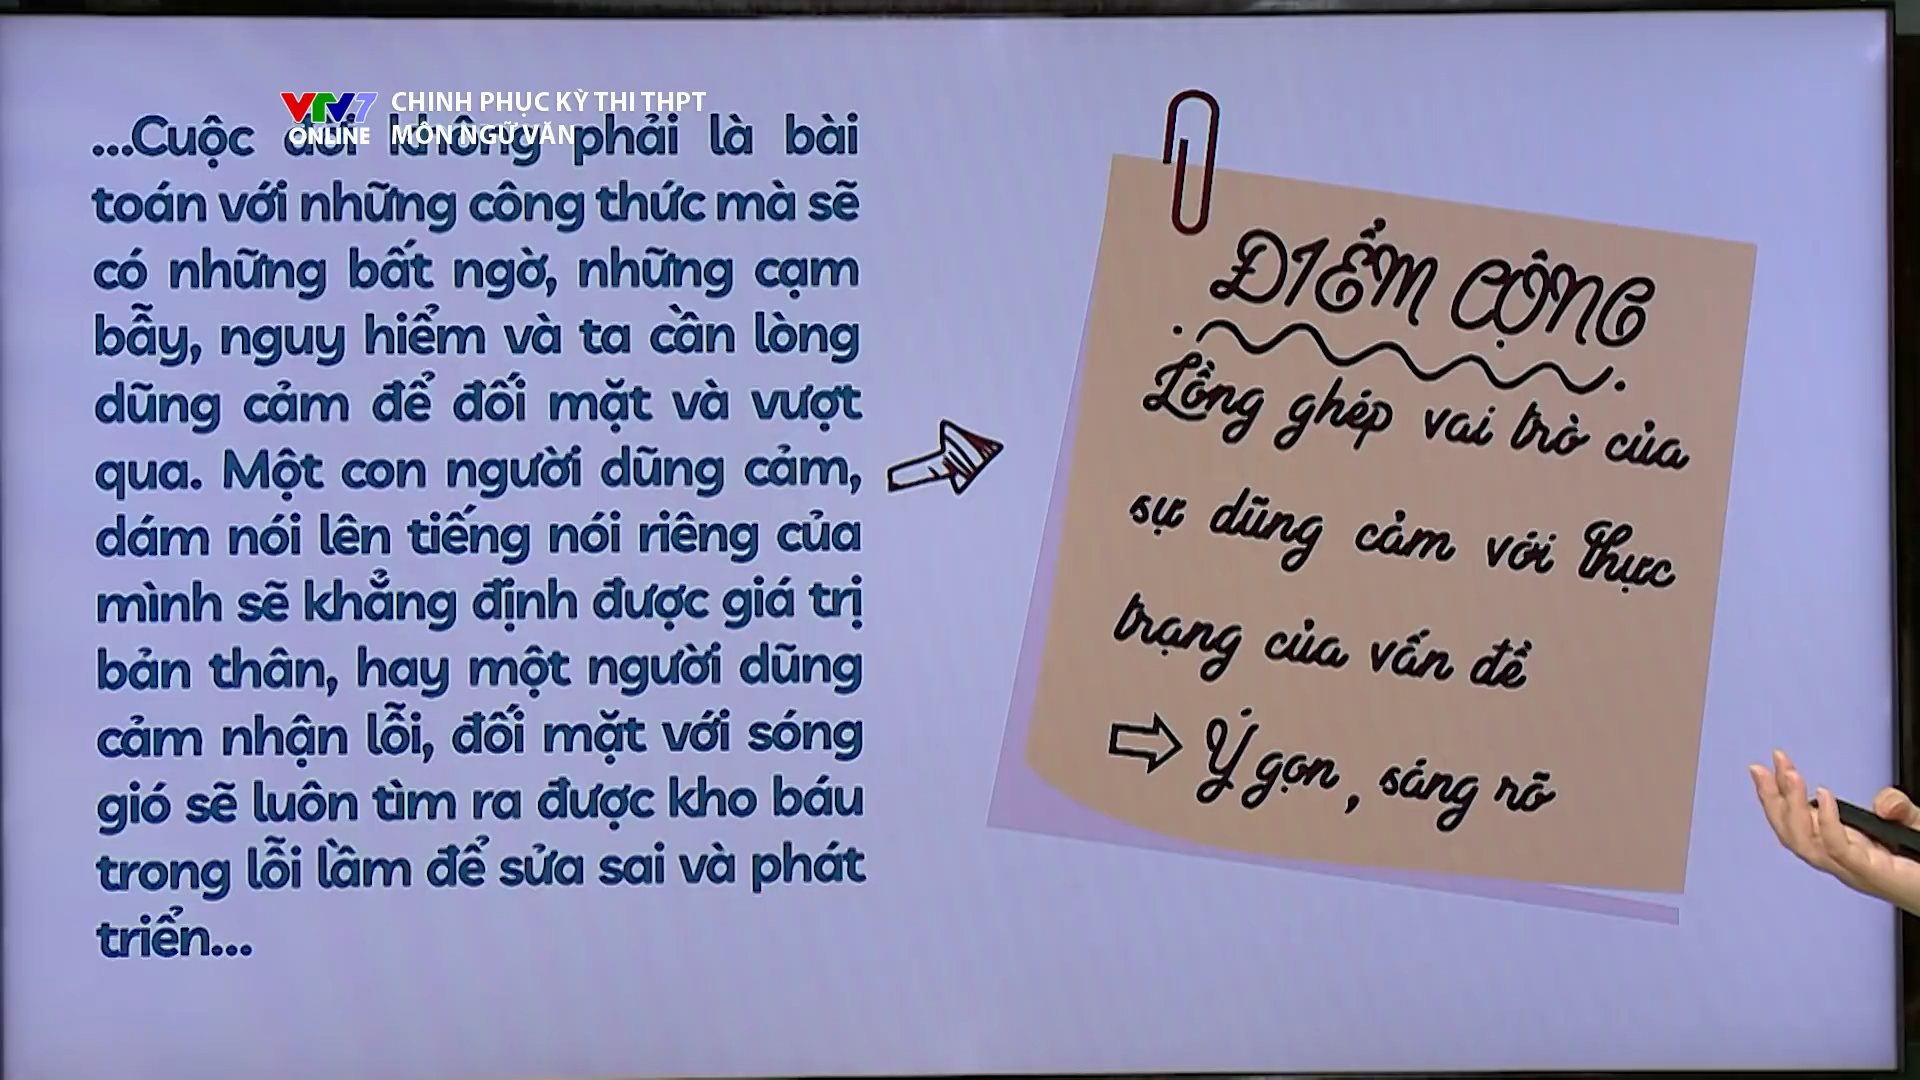 VTV7
ONLINE
CHINH PHỤC KỲ THI THPT
MÔN NGỮ VĂN
...Cuộc đời không phải là bài
toán với những công thức mà sẽ
có những bất ngờ, những cạm
bẫy, nguy hiểm và ta cần lòng
dũng cảm để đối mặt và vượt
qua. Một con người dũng cảm,
dám nói lên tiếng nói riêng của
mình sẽ khẳng định được giá trị
bản thân, hay một người dũng
cảm nhận lỗi, đối mặt với sóng
gió sẽ luôn tìm ra được kho báu
trong lỗi lầm để sửa sai và phát
triển...
ĐIỂM CỘNG
Lồng ghép vai trò của
sự dũng cảm với thực
trạng của vấn đề
Ý gọn, sáng rõ